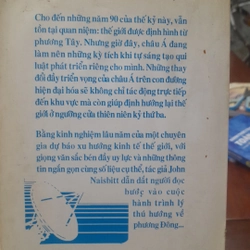 Cho đến những năm 90 của thế kỷ này, vẫn
tồn tại quan niệm: thế giới được định hình từ
phương Tây. Nhưng giờ đây, châu Á đang
làm nên những kỳ tích khi tự sáng tạo qui
luật phát triển riêng cho mình. Những thay
đổi đầy triển vọng của châu Á trên con đường
hiện đại hóa sẽ không chỉ tác động trực
tiếp đến khu vực mà còn giúp định hướng lại thế
giới ở ngưỡng cửa thiên niên kỷ thứ ba.
Bằng kinh nghiệm lâu năm của một chuyên
gia dự báo xu hướng kinh tế thế giới, với
giọng văn sắc bén đầy uy lực và những thông
tin ngắn gọn cùng số liệu cụ thể, tác giả John
Naisbitt dẫn dắt người đọc
bước vào cuộc
hành trình lý
thú hướng về
phương Đông...